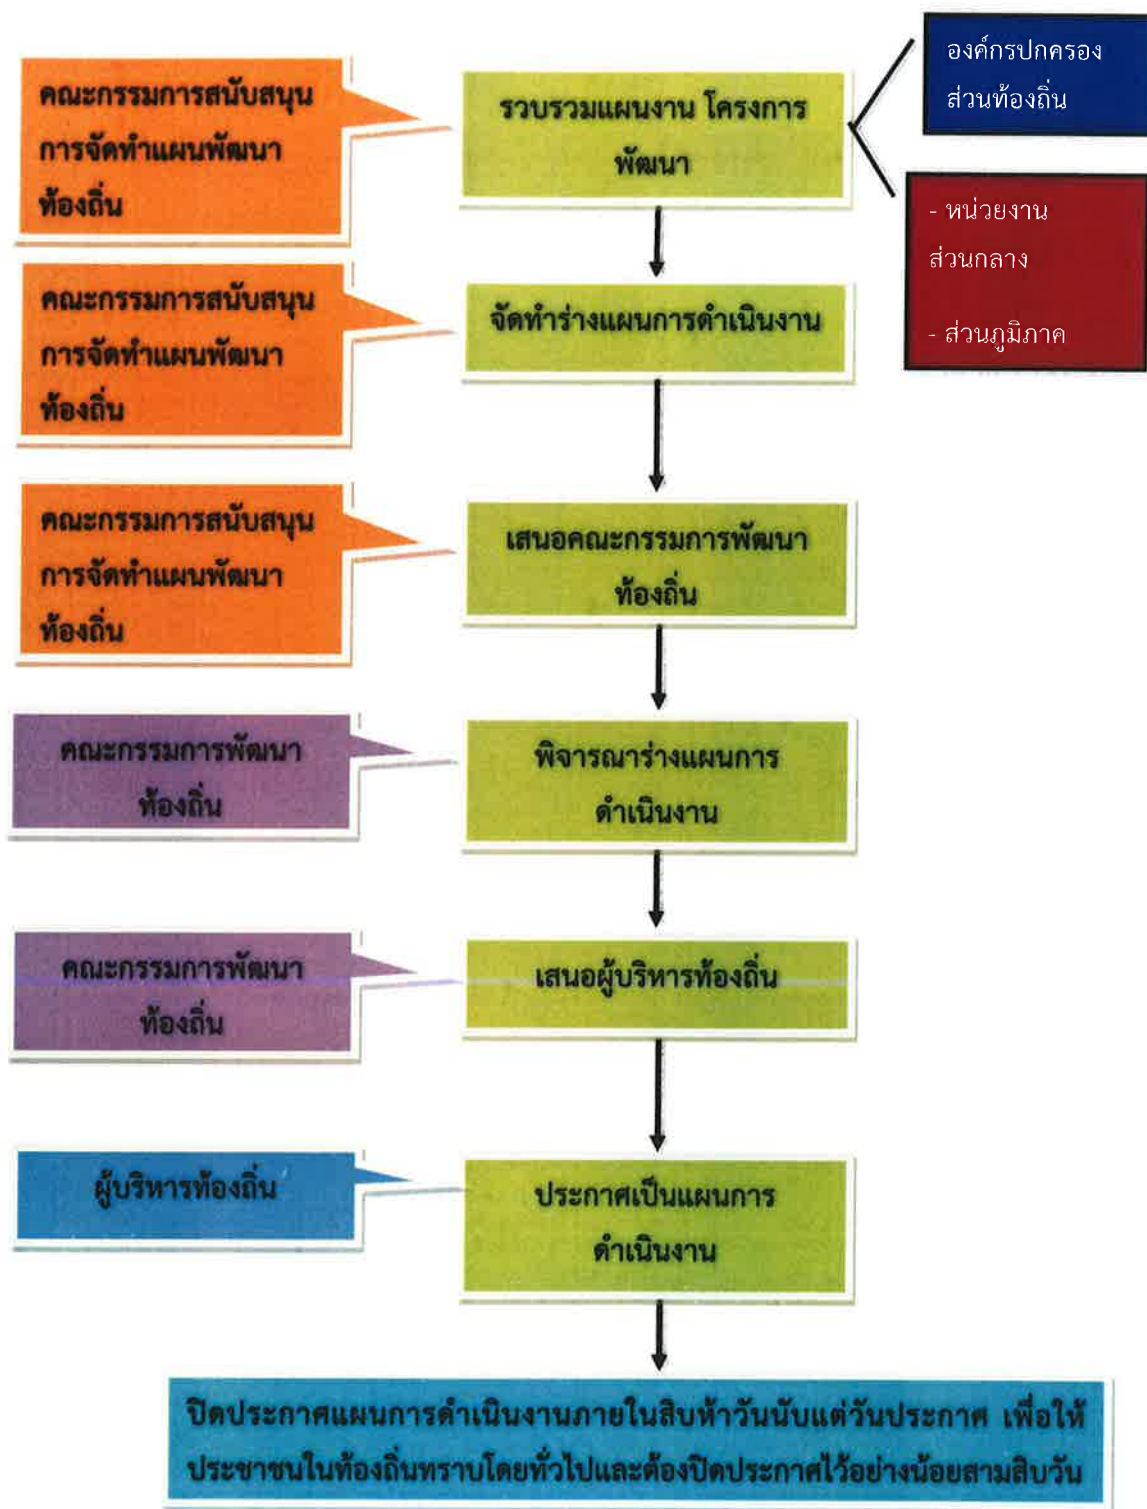 คณะกรรมการสนับสนุน
การจัดทำแผนพัฒนา
ท้องถิ่น
รวบรวมแผนงาน โครงการ
พัฒนา
องค์กรปกครอง
ส่วนท้องถิ่น
- หน่วยงาน
ส่วนกลาง
- ส่วนภูมิภาค
คณะกรรมการสนับสนุน
การจัดทำแผนพัฒนา
ท้องถิ่น
จัดทำร่างแผนการดำเนินงาน
คณะกรรมการสนับสนุน
การจัดทำแผนพัฒนา
ท้องถิ่น
เสนอคณะกรรมการพัฒนา
ท้องถิ่น
คณะกรรมการพัฒนา
ท้องถิ่น
พิจารณาร่างแผนการ
ดำเนินงาน
คณะกรรมการพัฒนา
ท้องถิ่น
เสนอผู้บริหารท้องถิ่น
ผู้บริหารท้องถิ่น
ประกาศเป็นแผนการ
ดำเนินงาน
ปิดประกาศแผนการดำเนินงานภายในสิบห้าวันนับแต่วันประกาศ เพื่อให้
ประชาชนในท้องถิ่นทราบโดยทั่วไปและต้องปิดประกาศไว้อย่างน้อยสามสิบวัน